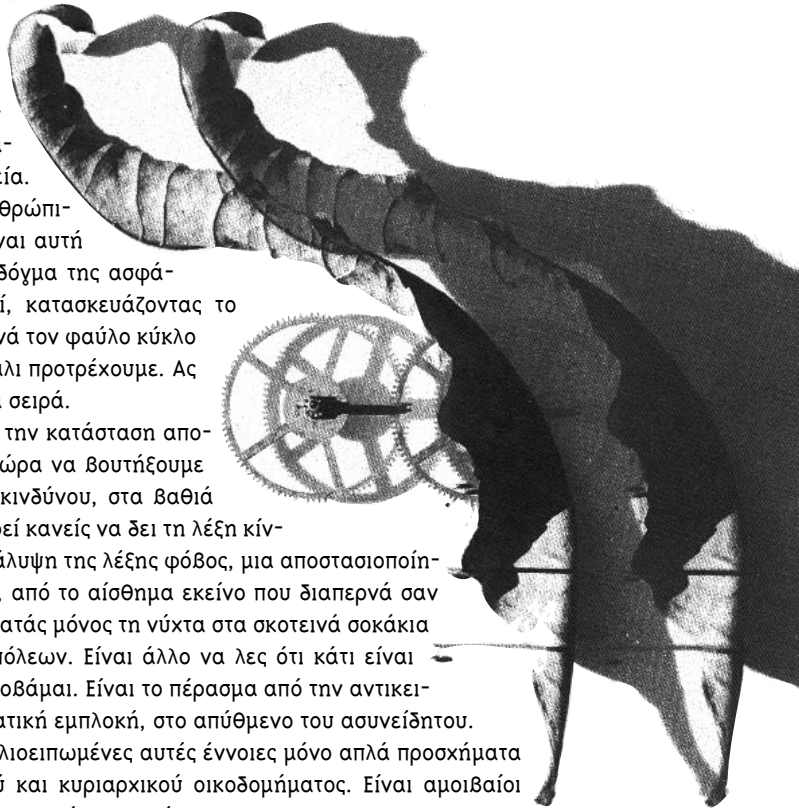 ία.
θρώπι-
ναι αυτή
δόγμα της ασφά-
ί, κατασκευάζοντας το
νά τον φαύλο κύκλο
λι προτρέχουμε. Ας
σειρά.
την κατάσταση απο-
ώρα να βουτήξουμε
κινδύνου, στα βαθιά
εί κανείς να δει τη λέξη κίν-
άλυψη της λέξης φόβος, μια αποστασιοποίη-
, από το αίσθημα εκείνο που διαπερνά σαν
ατάς μόνος τη νύχτα στα σκοτεινά σοκάκια
πόλεων. Είναι άλλο να λες ότι κάτι είναι
οβάμαι. Είναι το πέρασμα από την αντικει-
ατική εμπλοκή, στο απύθμενο του ασυνείδητου.
λιοειπωμένες αυτές έννοιες μόνο απλά προσχήματα
ύ και κυριαρχικού οικοδομήματος. Είναι αμοιβαίοι